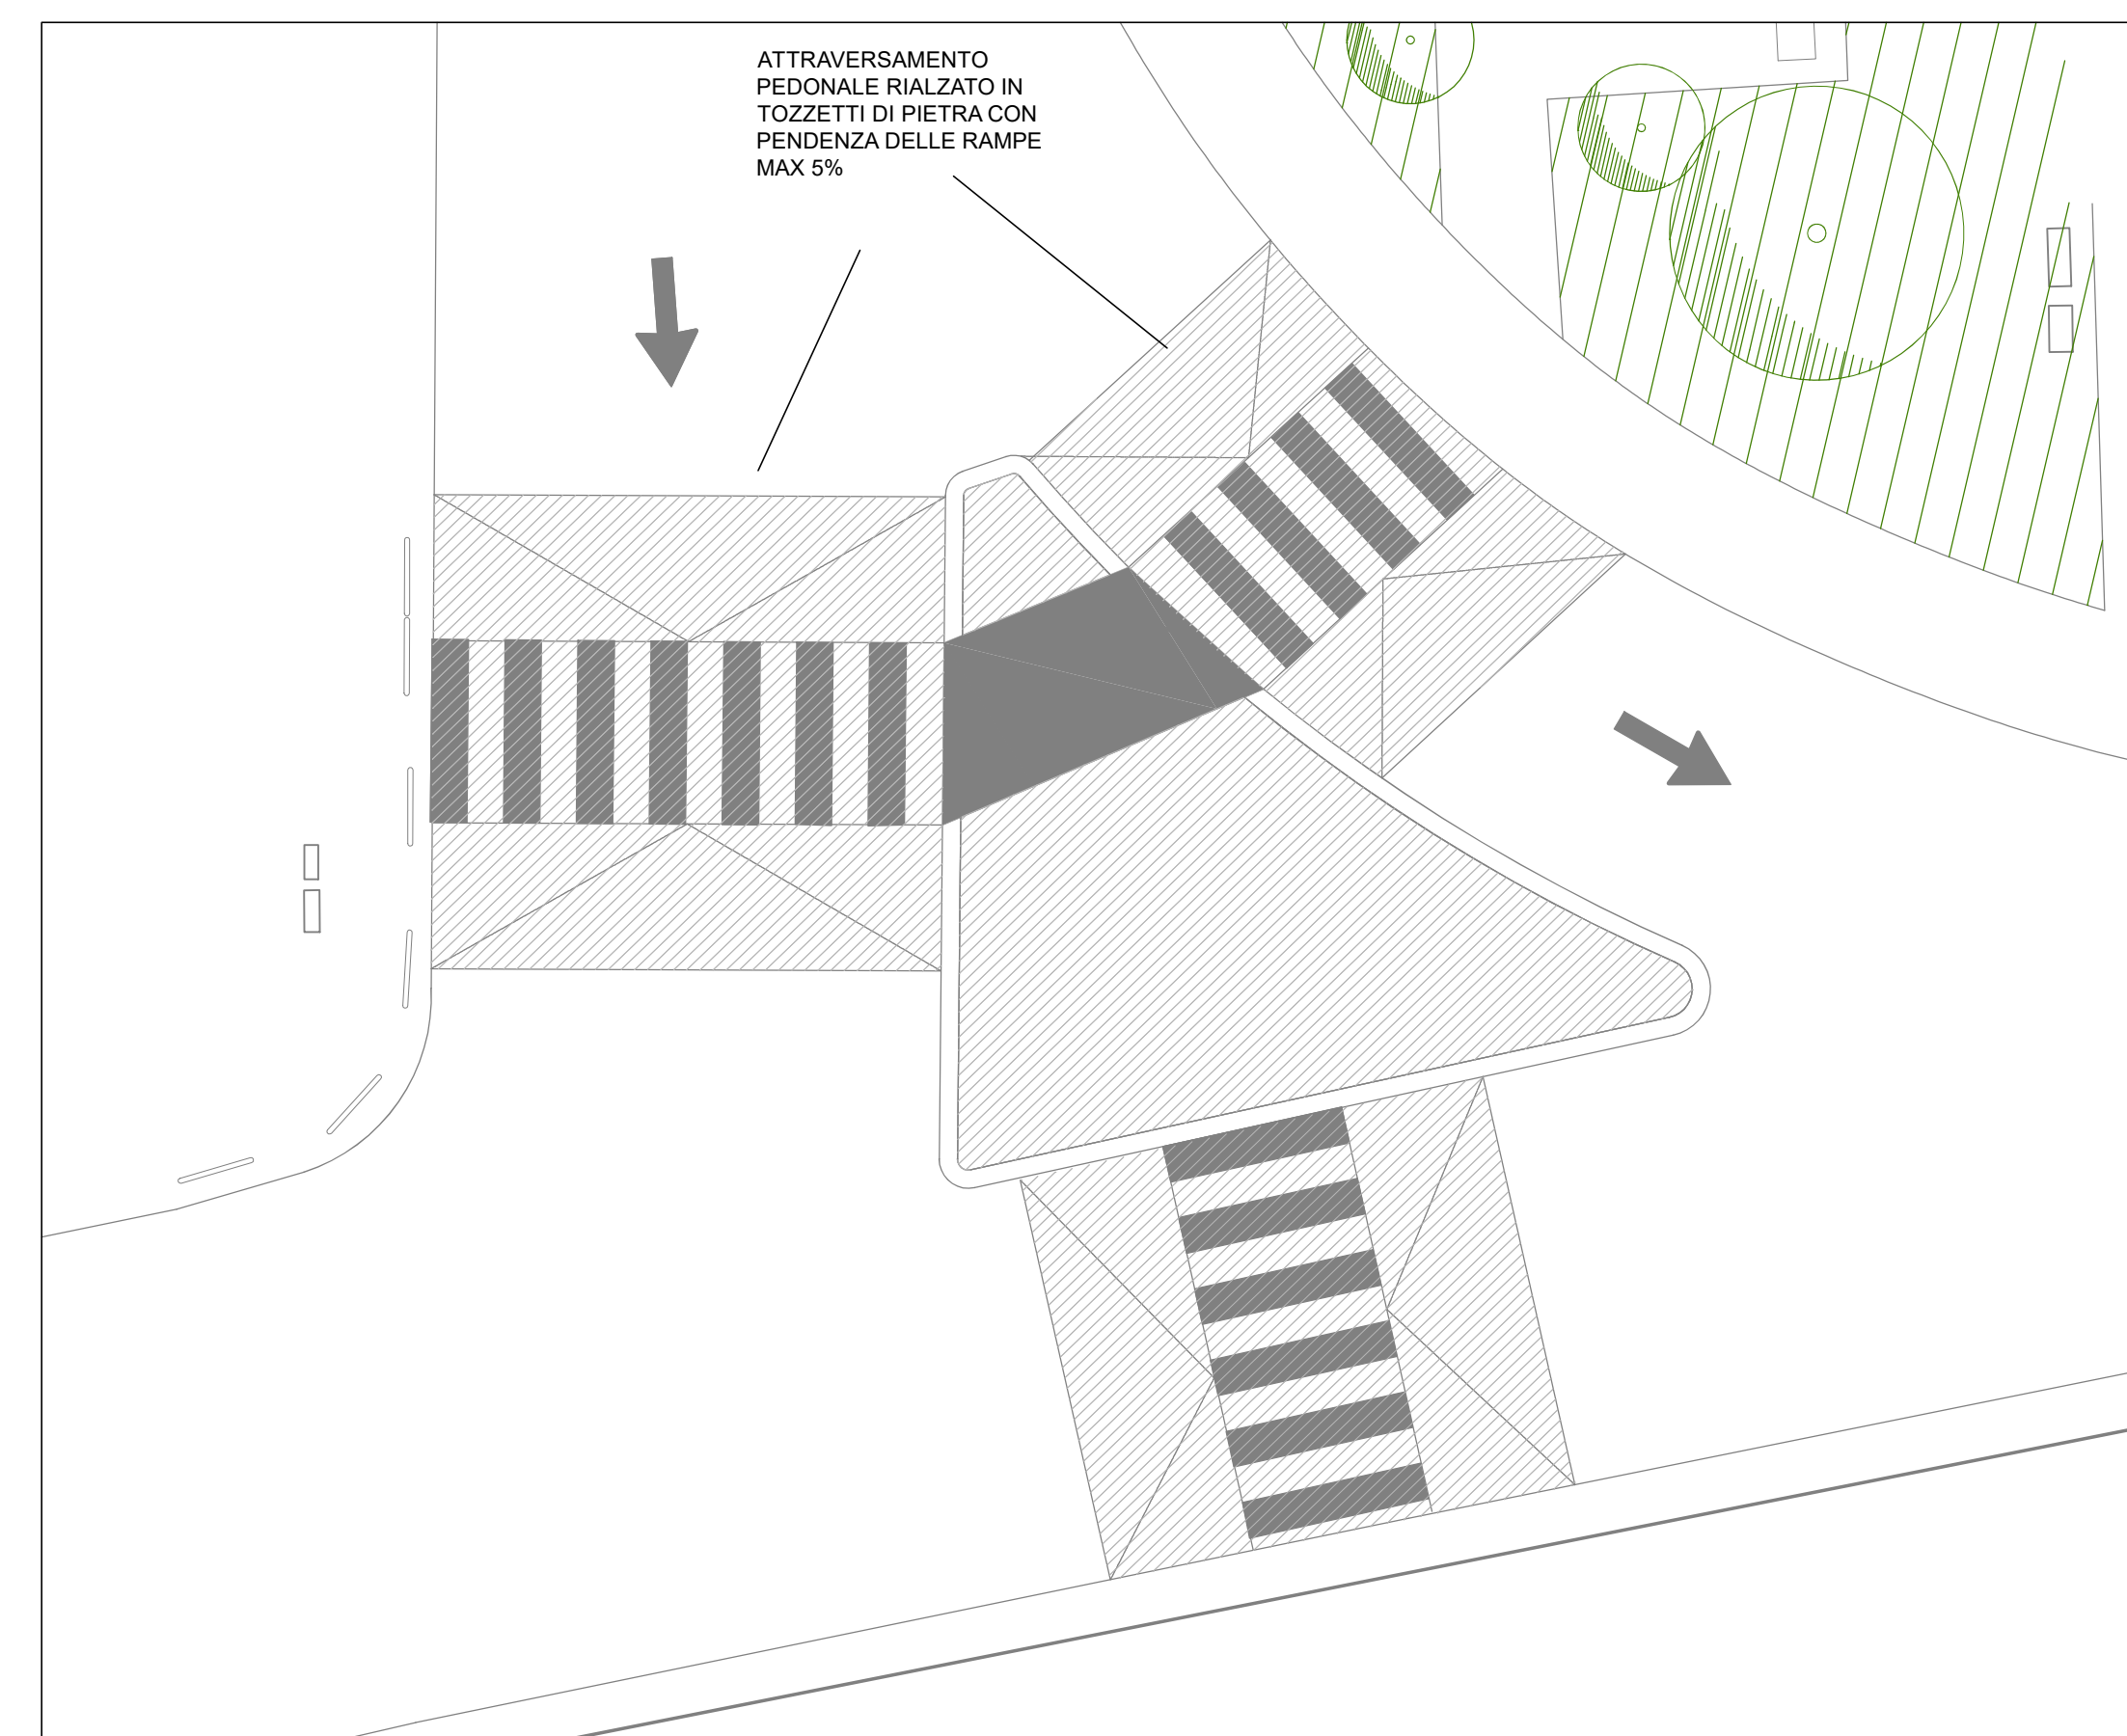 ATTRAVERSAMENTO
PEDONALE RIALZATO IN
TOZZETTI DI PIETRA CON
PENDENZA DELLE RAMPE
MAX 5%